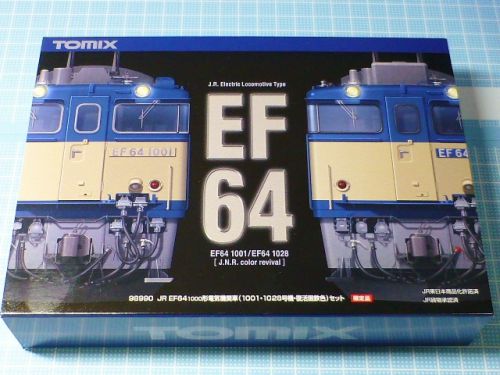 TOMIX
J.R. Electric Locomotive Type
EF
64
EF 64 1001
EF 64
EF64 1001/EF64 1028
[ J.N.R. color revival ]
98990 JR EF64 1000形電気機関車(1001・1028号機・復活国鉄色)セット 限定品
JR東日本商品化許諾済
JR貨物承認済
TOMIX